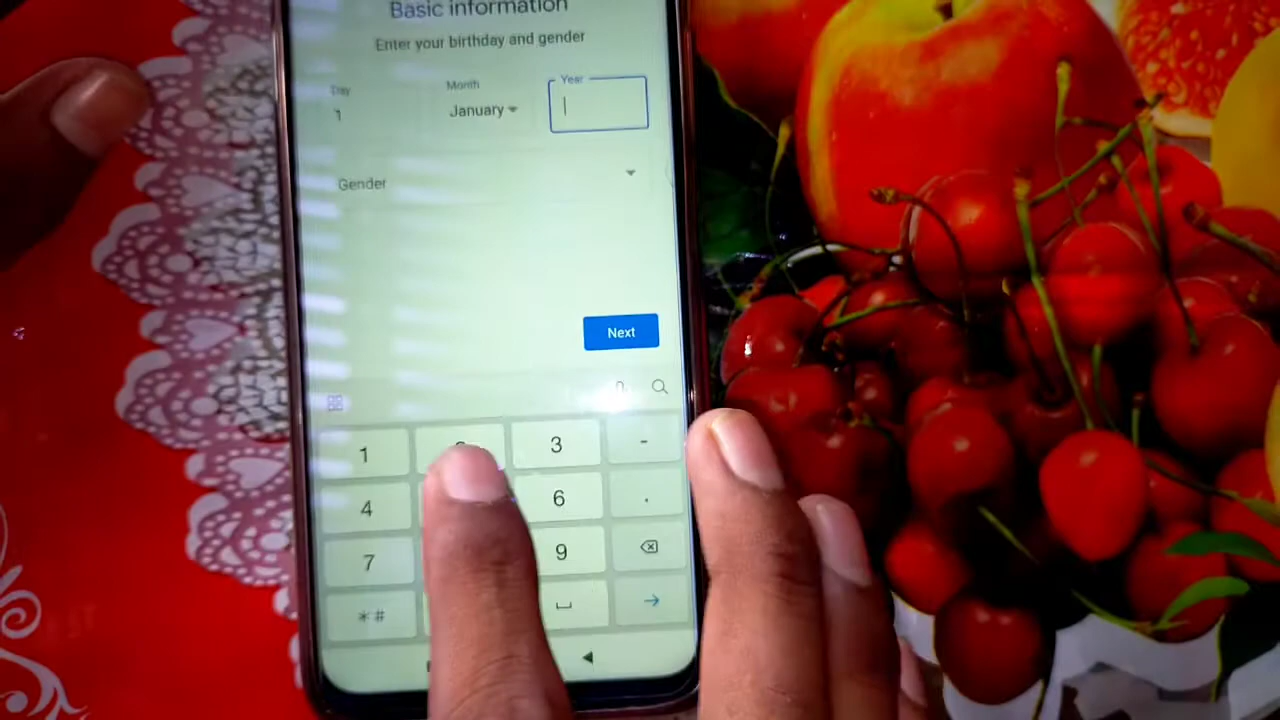 Basic information
Enter your birthday and gender
Day
Month
Year
1
January
Gender
Next
1
3
-
4
6
.
7
9
*#